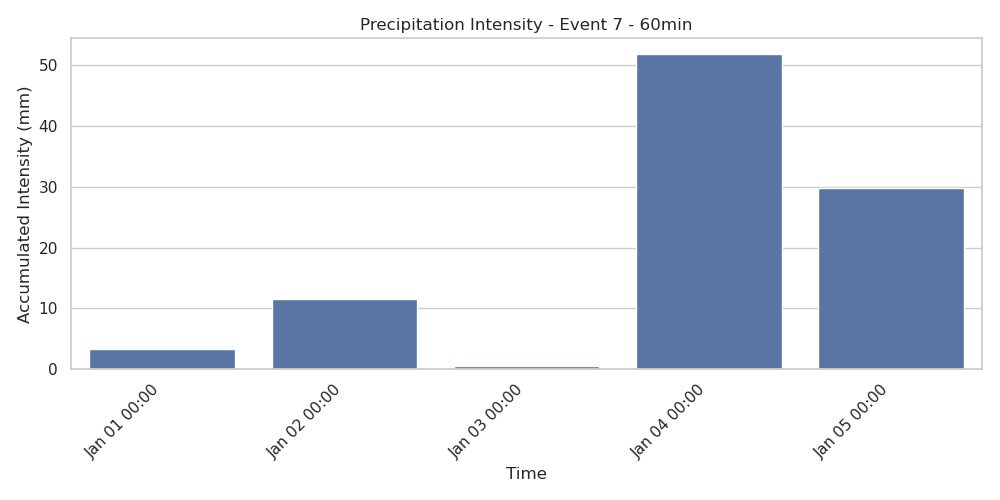 Precipitation Intensity - Event 7 - 60min
Accumulated Intensity (mm)
50
40
30
20
10
0
Jan 01 00:00
Jan 02 00:00
Jan 03 00:00
Jan 04 00:00
Jan 05 00:00
Time